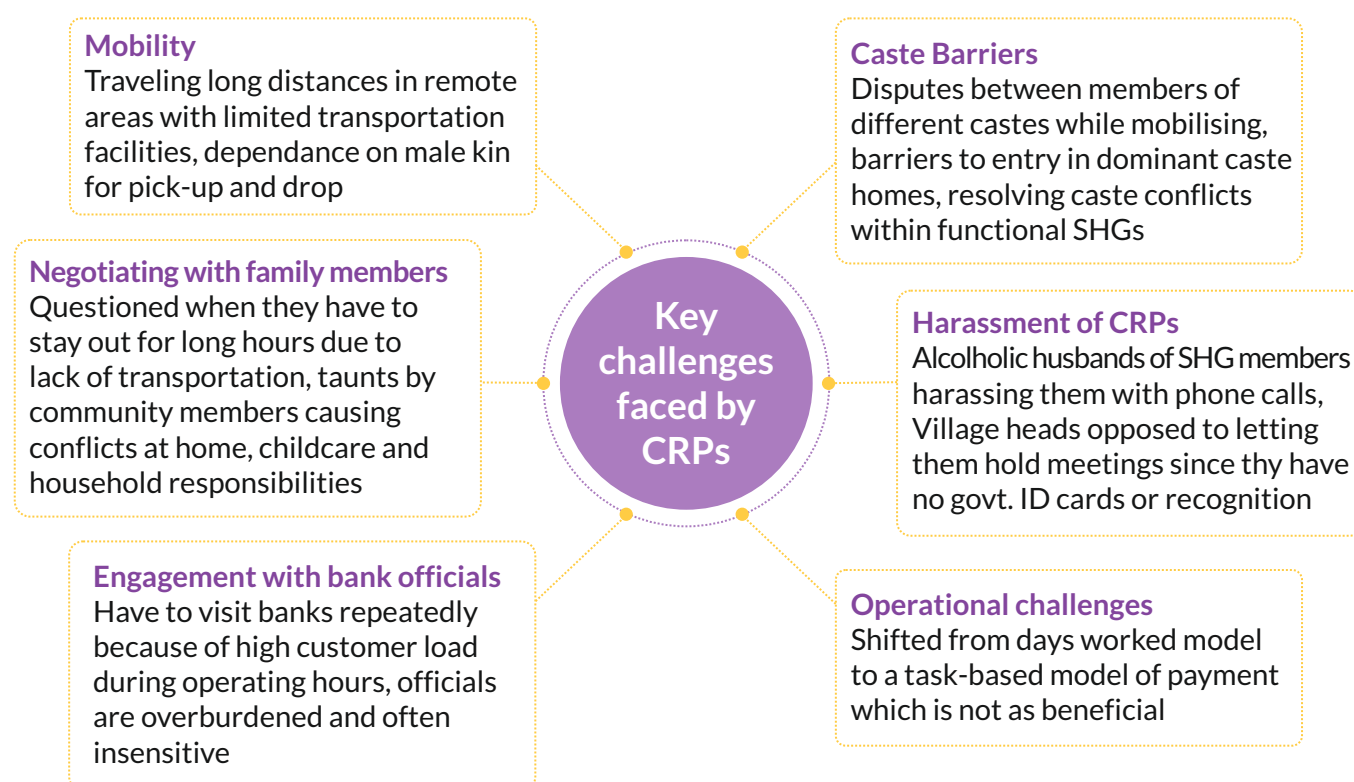 Mobility
Traveling long distances in remote
areas with limited transportation
facilities, dependance on male kin
for pick-up and drop
Negotiating with family members
Questioned when they have to
stay out for long hours due to
lack of transportation, taunts by
community members causing
conflicts at home, childcare and
household responsibilities
Engagement with bank officials
Have to visit banks repeatedly
because of high customer load
during operating hours, officials
are overburdened and often
insensitive
Key
challenges
faced by
CRPs
Caste Barriers
Disputes between members of
different castes while mobilising,
barriers to entry in dominant caste
homes, resolving caste conflicts
within functional SHGs
Harassment of CRPs
Alcolholic husbands of SHG members
harassing them with phone calls,
Village heads opposed to letting
them hold meetings since thy have
no govt. ID cards or recognition
Operational challenges
Shifted from days worked model
to a task-based model of payment
which is not as beneficial